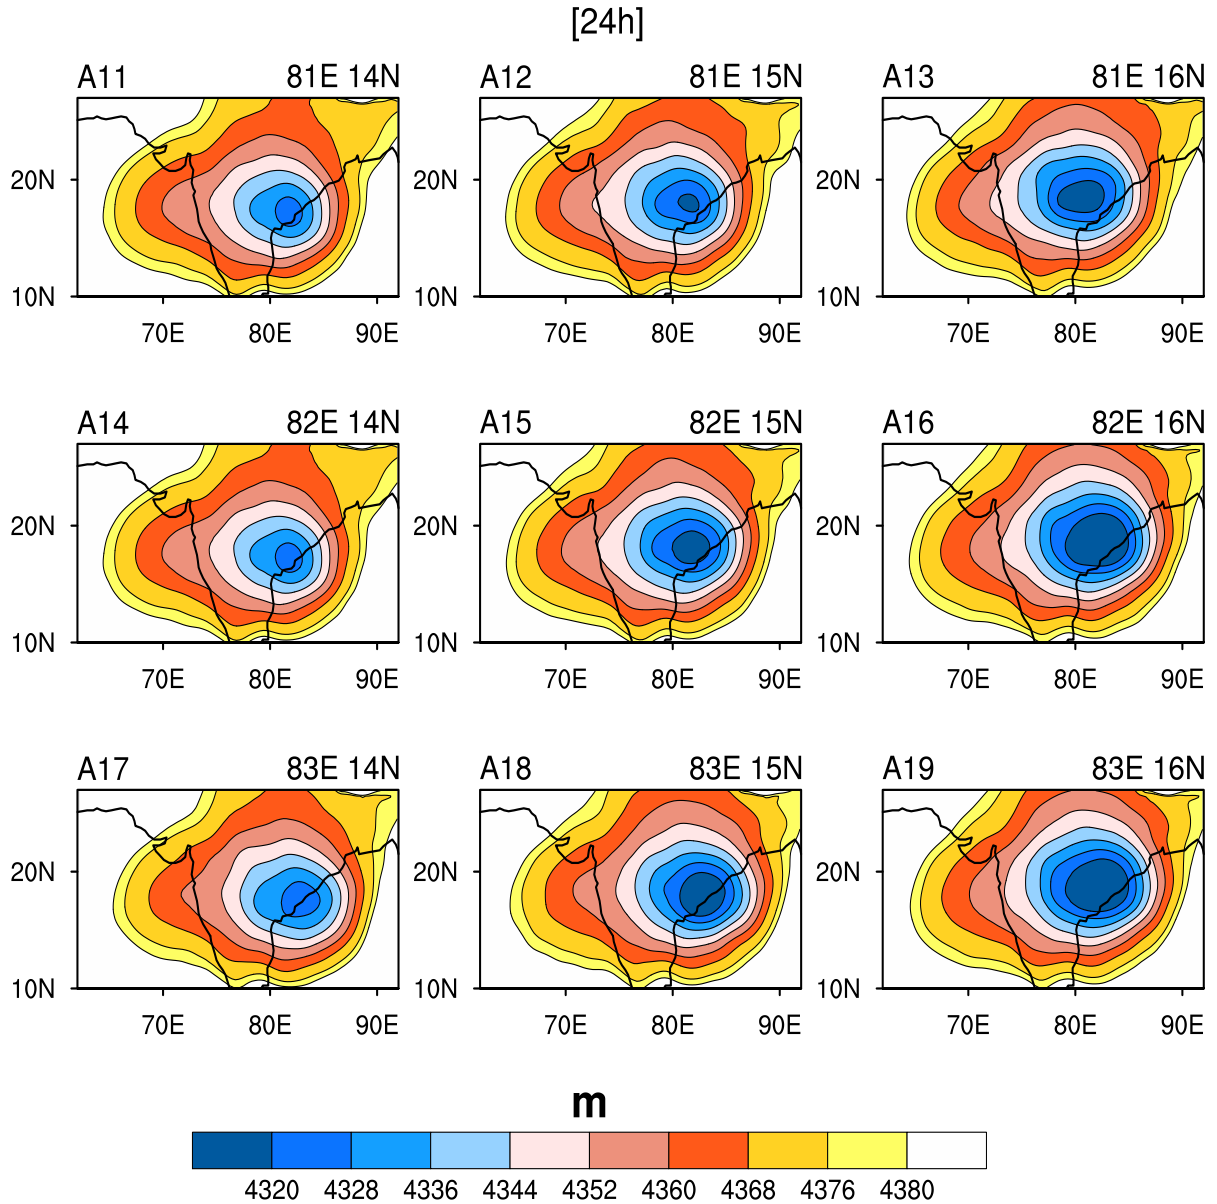 [24h]
A11 81E 14N A12 81E 15N A13 81E 16N
20N 20N 20N
10N 10N 10N
70E 80E 90E 70E 80E 90E 70E 80E 90E
A14 82E 14N A15 82E 15N A16 82E 16N
20N 20N 20N
10N 10N 10N
70E 80E 90E 70E 80E 90E 70E 80E 90E
A17 83E 14N A18 83E 15N A19 83E 16N
20N 20N 20N
10N 10N 10N
70E 80E 90E 70E 80E 90E 70E 80E 90E
m
4320 4328 4336 4344 4352 4360 4368 4376 4380